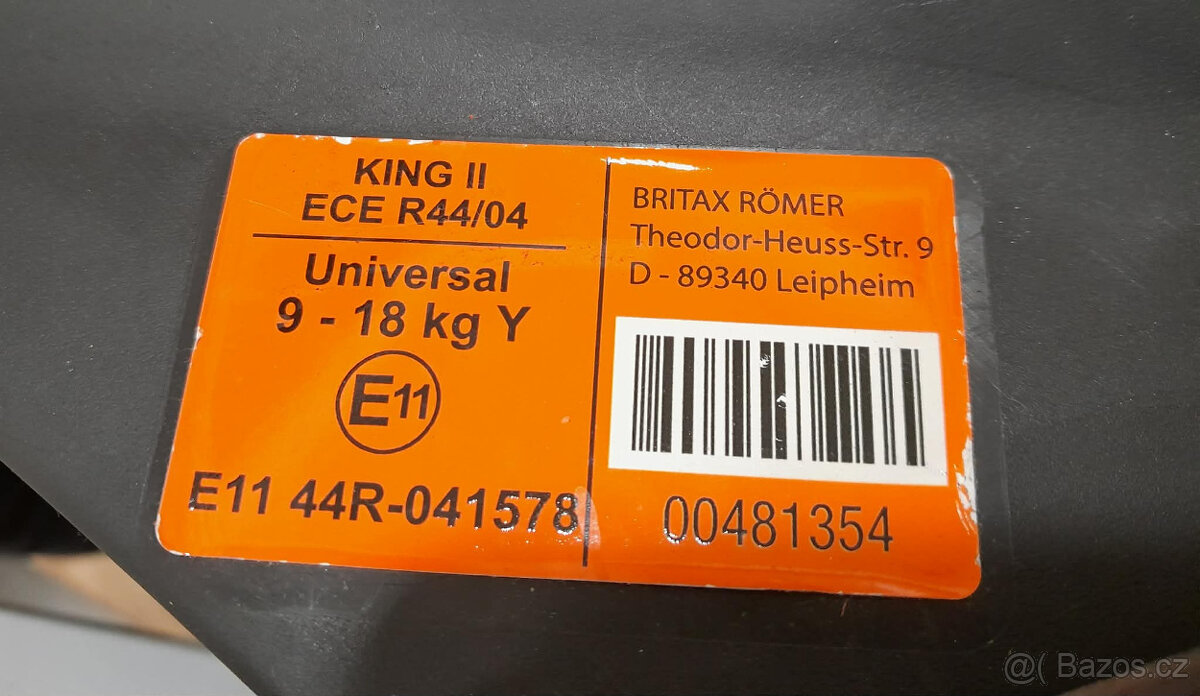 KING II
ECE R44/04
Universal
9 - 18 kg Y
E11
E11 44R-041578
BRITAX RÖMER
Theodor-Heuss-Str. 9
D - 89340 Leipheim
00481354
@( Bazos.cz